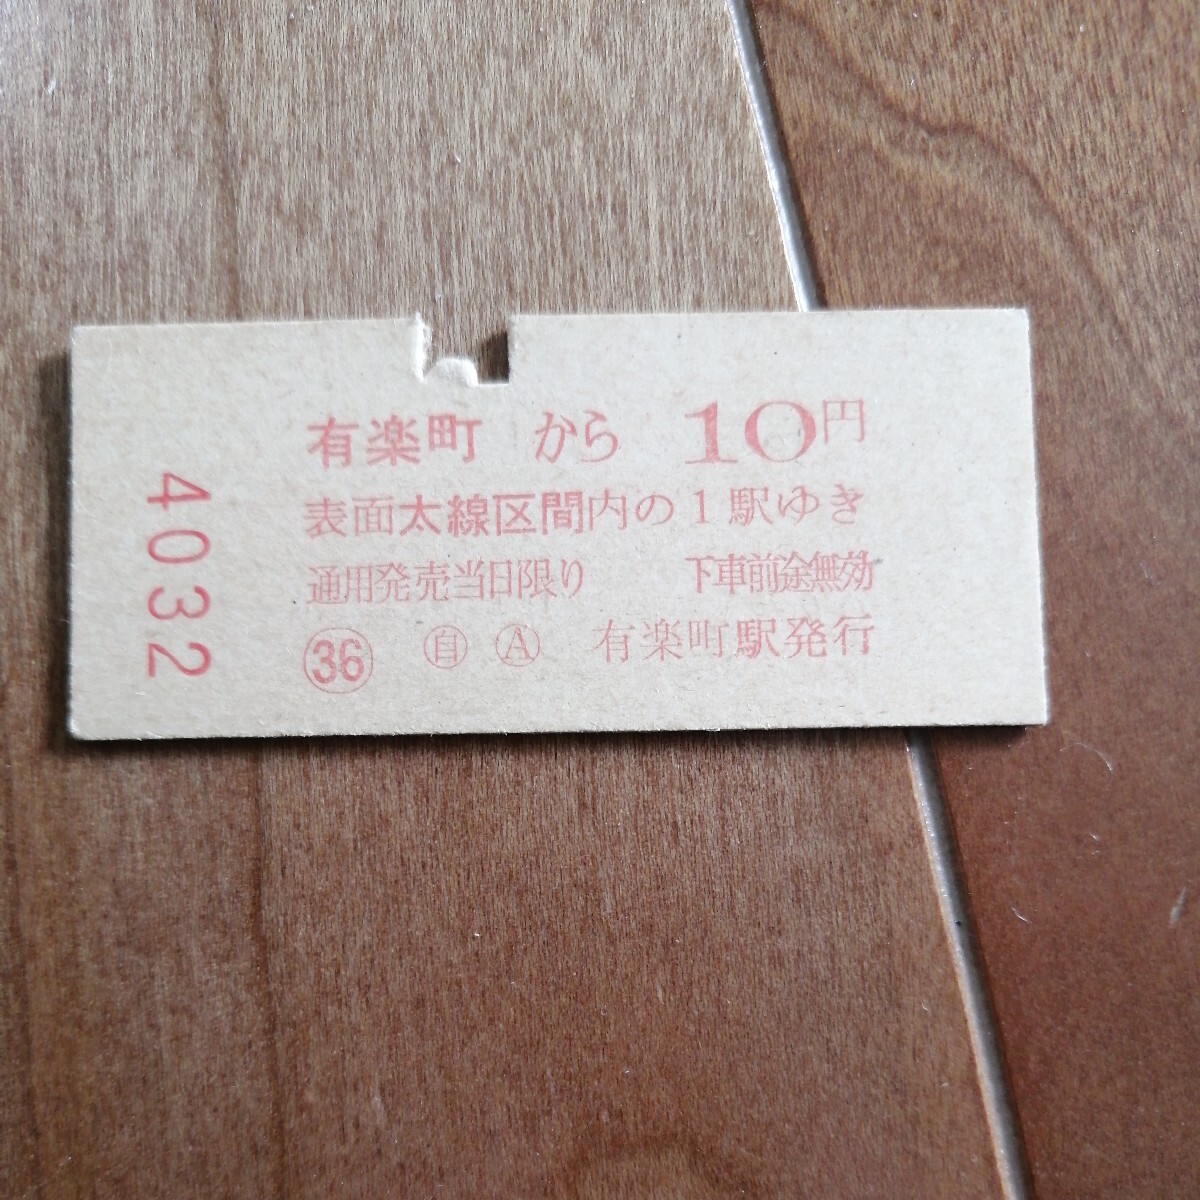 有楽町 から 10円
表面太線区間内の1駅ゆき
通用発売当日限り 下車前途無効
㊱ 自 Ⓐ 有楽町駅発行
4032